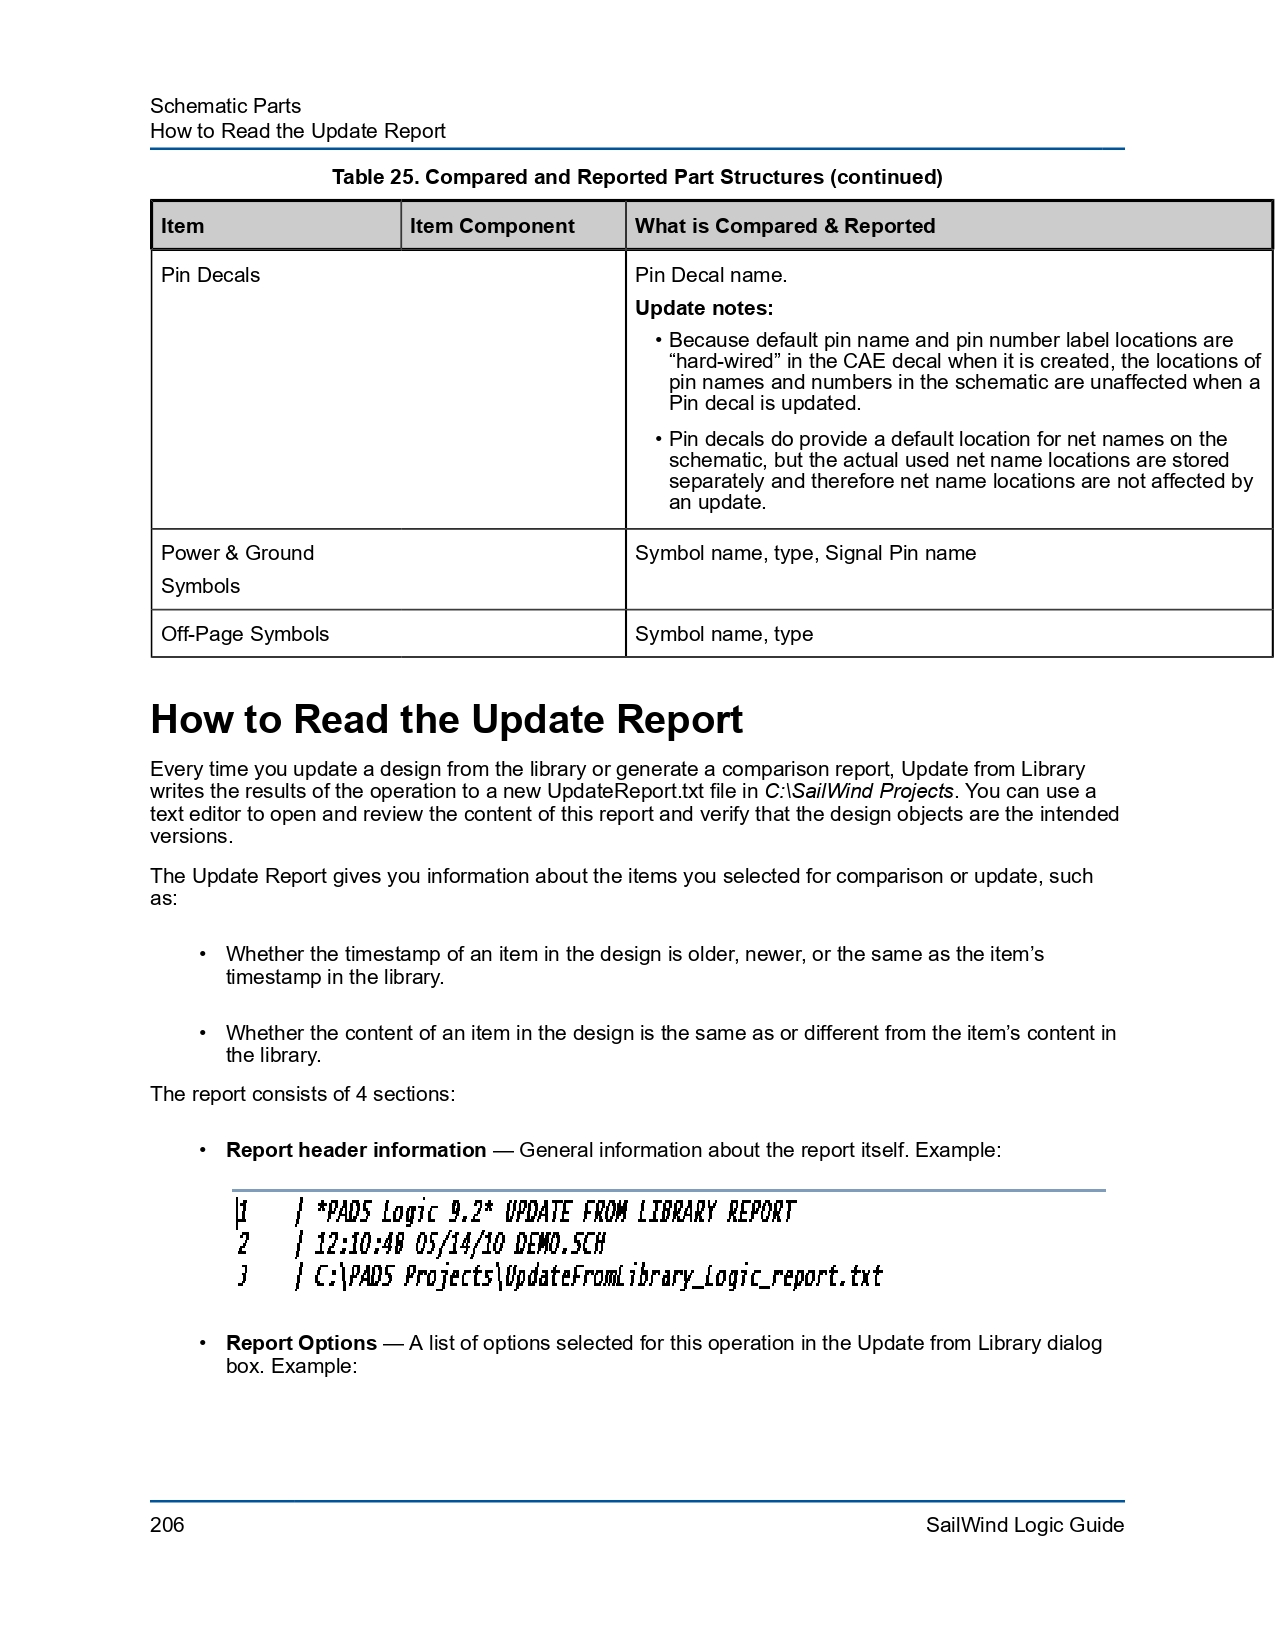 Schematic Parts
How to Read the Update Report
Table 25. Compared and Reported Part Structures (continued)
Item Item Component What is Compared & Reported
Pin Decals Pin Decal name.
Update notes:
• Because default pin name and pin number label locations are
“hard-wired” in the CAE decal when it is created, the locations of
pin names and numbers in the schematic are unaffected when a
Pin decal is updated.
• Pin decals do provide a default location for net names on the
schematic, but the actual used net name locations are stored
separately and therefore net name locations are not affected by
an update.
Power & Ground Symbol name, type, Signal Pin name
Symbols
Off-Page Symbols Symbol name, type
How to Read the Update Report
Every time you update a design from the library or generate a comparison report, Update from Library
writes the results of the operation to a new UpdateReport.txt file in C:\SailWind Projects. You can use a
text editor to open and review the content of this report and verify that the design objects are the intended
versions.
The Update Report gives you information about the items you selected for comparison or update, such
as:
• Whether the timestamp of an item in the design is older, newer, or the same as the item’s
timestamp in the library.
• Whether the content of an item in the design is the same as or different from the item’s content in
the library.
The report consists of 4 sections:
• Report header information — General information about the report itself. Example:
1 | *PADS Logic 9.2* UPDATE FROM LIBRARY REPORT
2 | 12:10:48 05/14/10 DEMO.SCH
3 | C:\PADS Projects\UpdateFromLibrary_Logic_report.txt
• Report Options — A list of options selected for this operation in the Update from Library dialog
box. Example:
206 SailWind Logic Guide